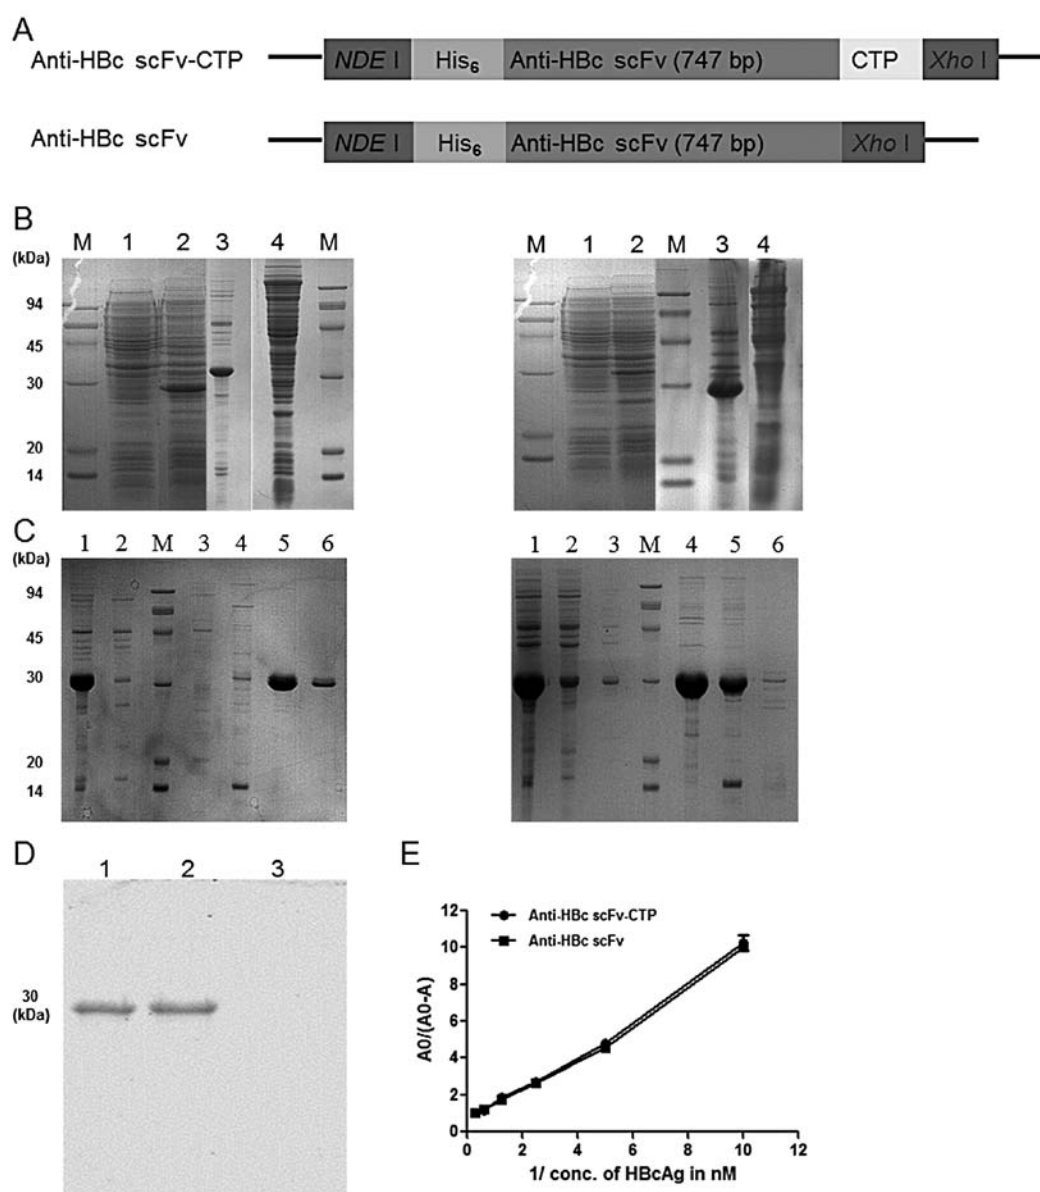 A
Anti-HBc scFv-CTP
NDE I His6 Anti-HBc scFv (747 bp) CTP Xho I
Anti-HBc scFv
NDE I His6 Anti-HBc scFv (747 bp) Xho I
B
M 1 2 3 4 M
(kDa)
94
45
30
20
14
M 1 2 M 3 4
C
1 2 M 3 4 5 6
(kDa)
94
45
30
20
14
1 2 3 M 4 5 6
D
1 2 3
30
(kDa)
E
Anti-HBc scFv-CTP
Anti-HBc scFv
A0/(A0-A)
12
10
8
6
4
2
0
0 2 4 6 8 10 12
1/ conc. of HBcAg in nM